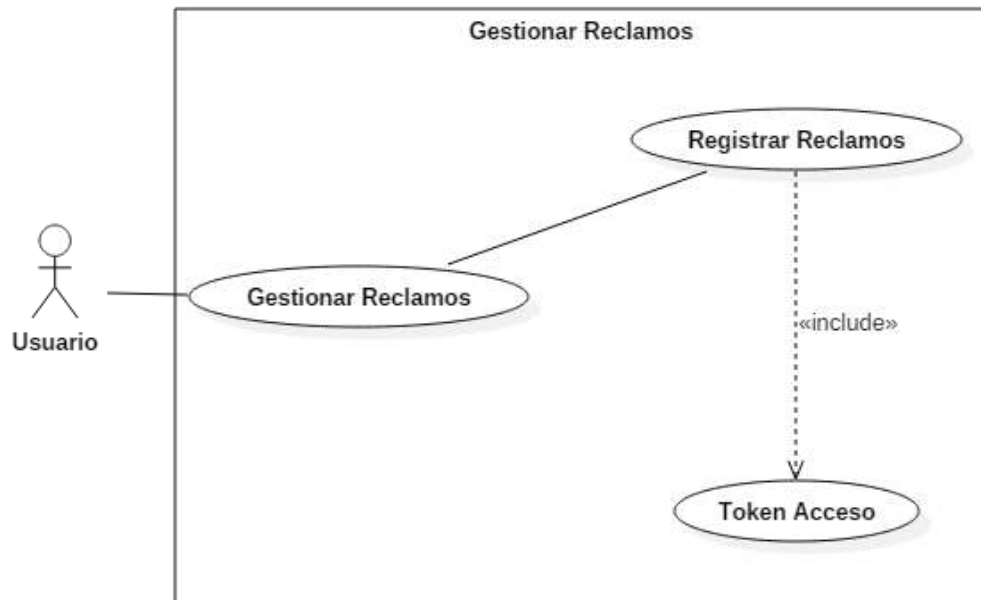 Gestionar Reclamos
Registrar Reclamos
Gestionar Reclamos
Usuario
«include»
Token Acceso